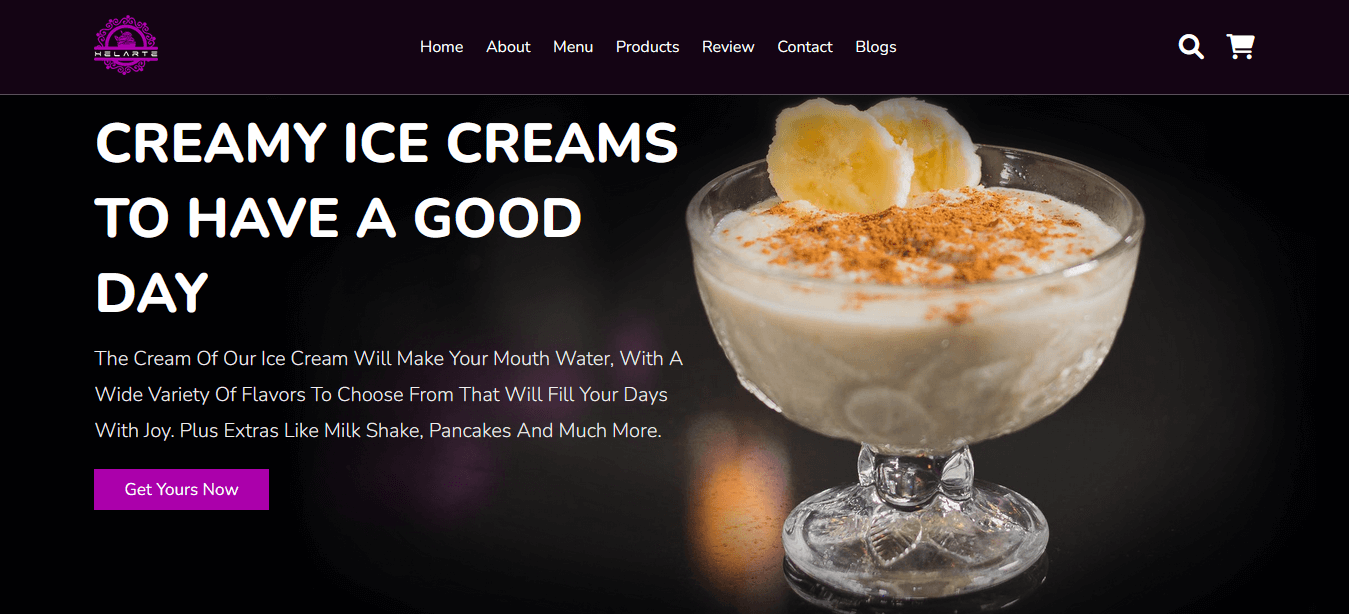 HELARTE
Home About Menu Products Review Contact Blogs
CREAMY ICE CREAMS
TO HAVE A GOOD
DAY
The Cream Of Our Ice Cream Will Make Your Mouth Water, With A
Wide Variety Of Flavors To Choose From That Will Fill Your Days
With Joy. Plus Extras Like Milk Shake, Pancakes And Much More.
Get Yours Now